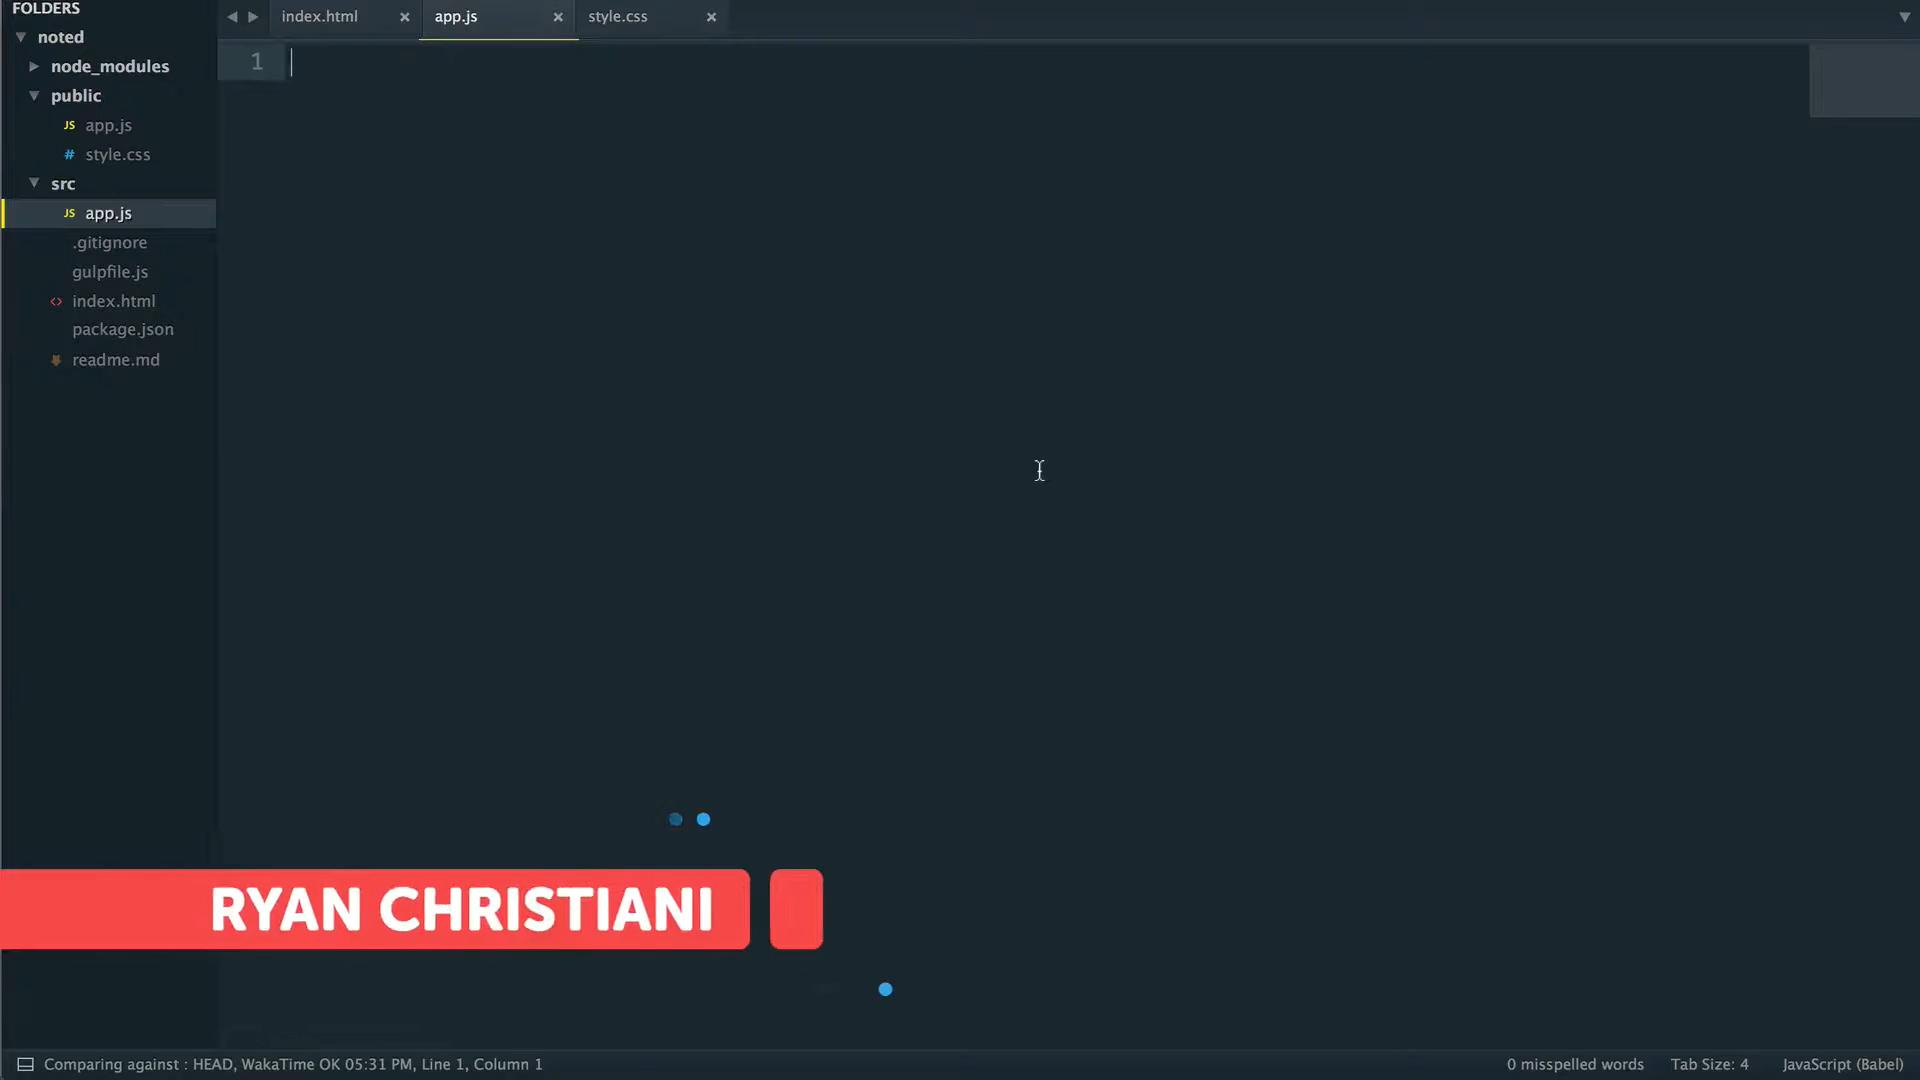 FOLDERS
noted
node_modules
public
JS app.js
# style.css
src
JS app.js
.gitignore
gulpfile.js
<> index.html
package.json
readme.md
index.html × app.js × style.css ×
1
RYAN CHRISTIANI
Comparing against : HEAD, WakaTime OK 05:31 PM, Line 1, Column 1
0 misspelled words Tab Size: 4 JavaScript (Babel)